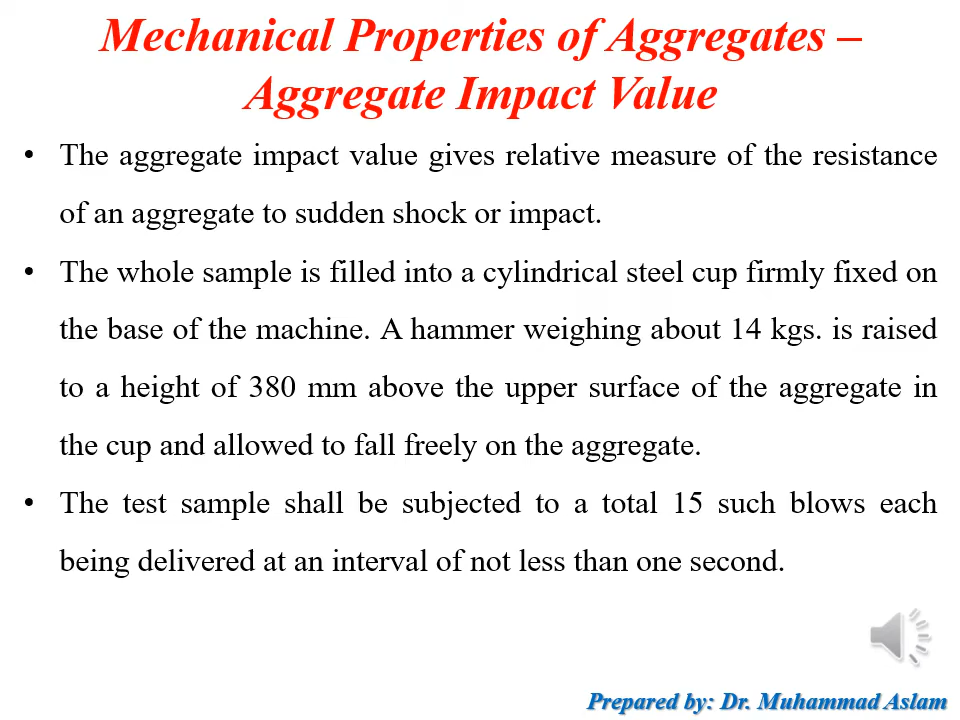 Mechanical Properties of Aggregates –
Aggregate Impact Value
• The aggregate impact value gives relative measure of the resistance
of an aggregate to sudden shock or impact.
• The whole sample is filled into a cylindrical steel cup firmly fixed on
the base of the machine. A hammer weighing about 14 kgs. is raised
to a height of 380 mm above the upper surface of the aggregate in
the cup and allowed to fall freely on the aggregate.
• The test sample shall be subjected to a total 15 such blows each
being delivered at an interval of not less than one second.
Prepared by: Dr. Muhammad Aslam